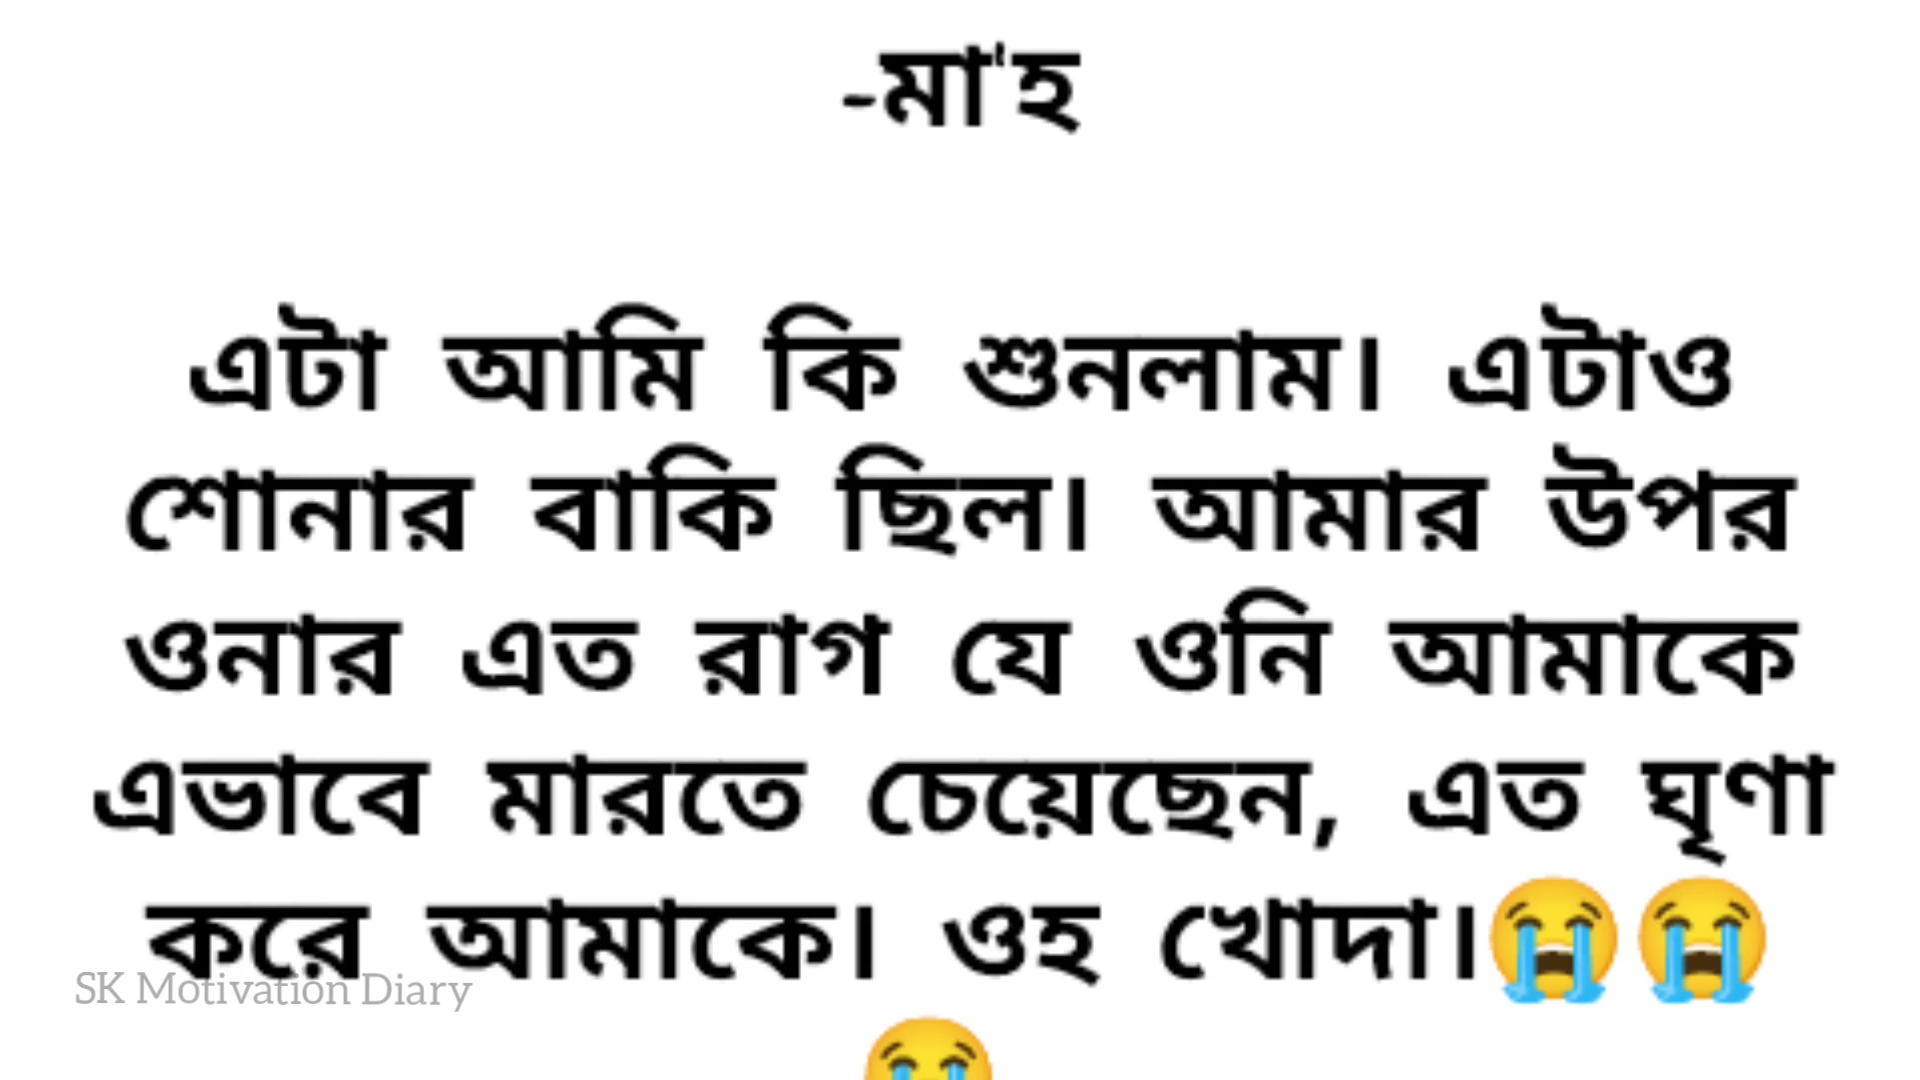 -মা'হ
এটা আমি কি শুনলাম। এটাও
শোনার বাকি ছিল। আমার উপর
ওনার এত রাগ যে ওনি আমাকে
এভাবে মারতে চেয়েছেন, এত ঘৃণা
করে আমাকে। ওহ খোদা।😭😭
😭
SK Motivation Diary